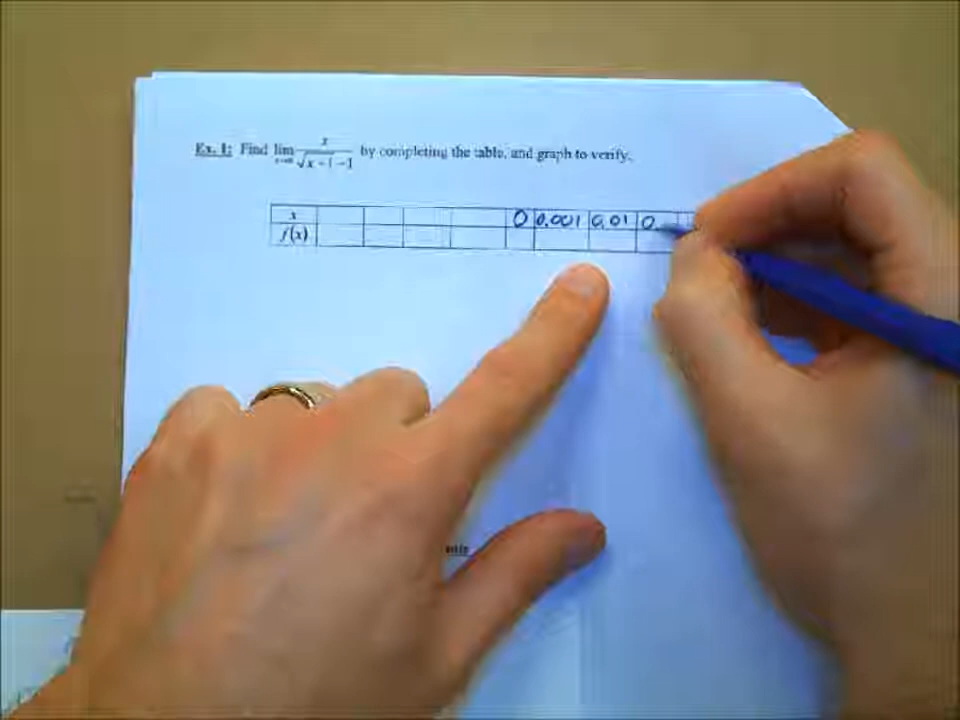 Ex. 1: Find lim x/√x-1-1 by completing the table, and graph to verify.
x 0 0.001 0.01 0.
f(x)